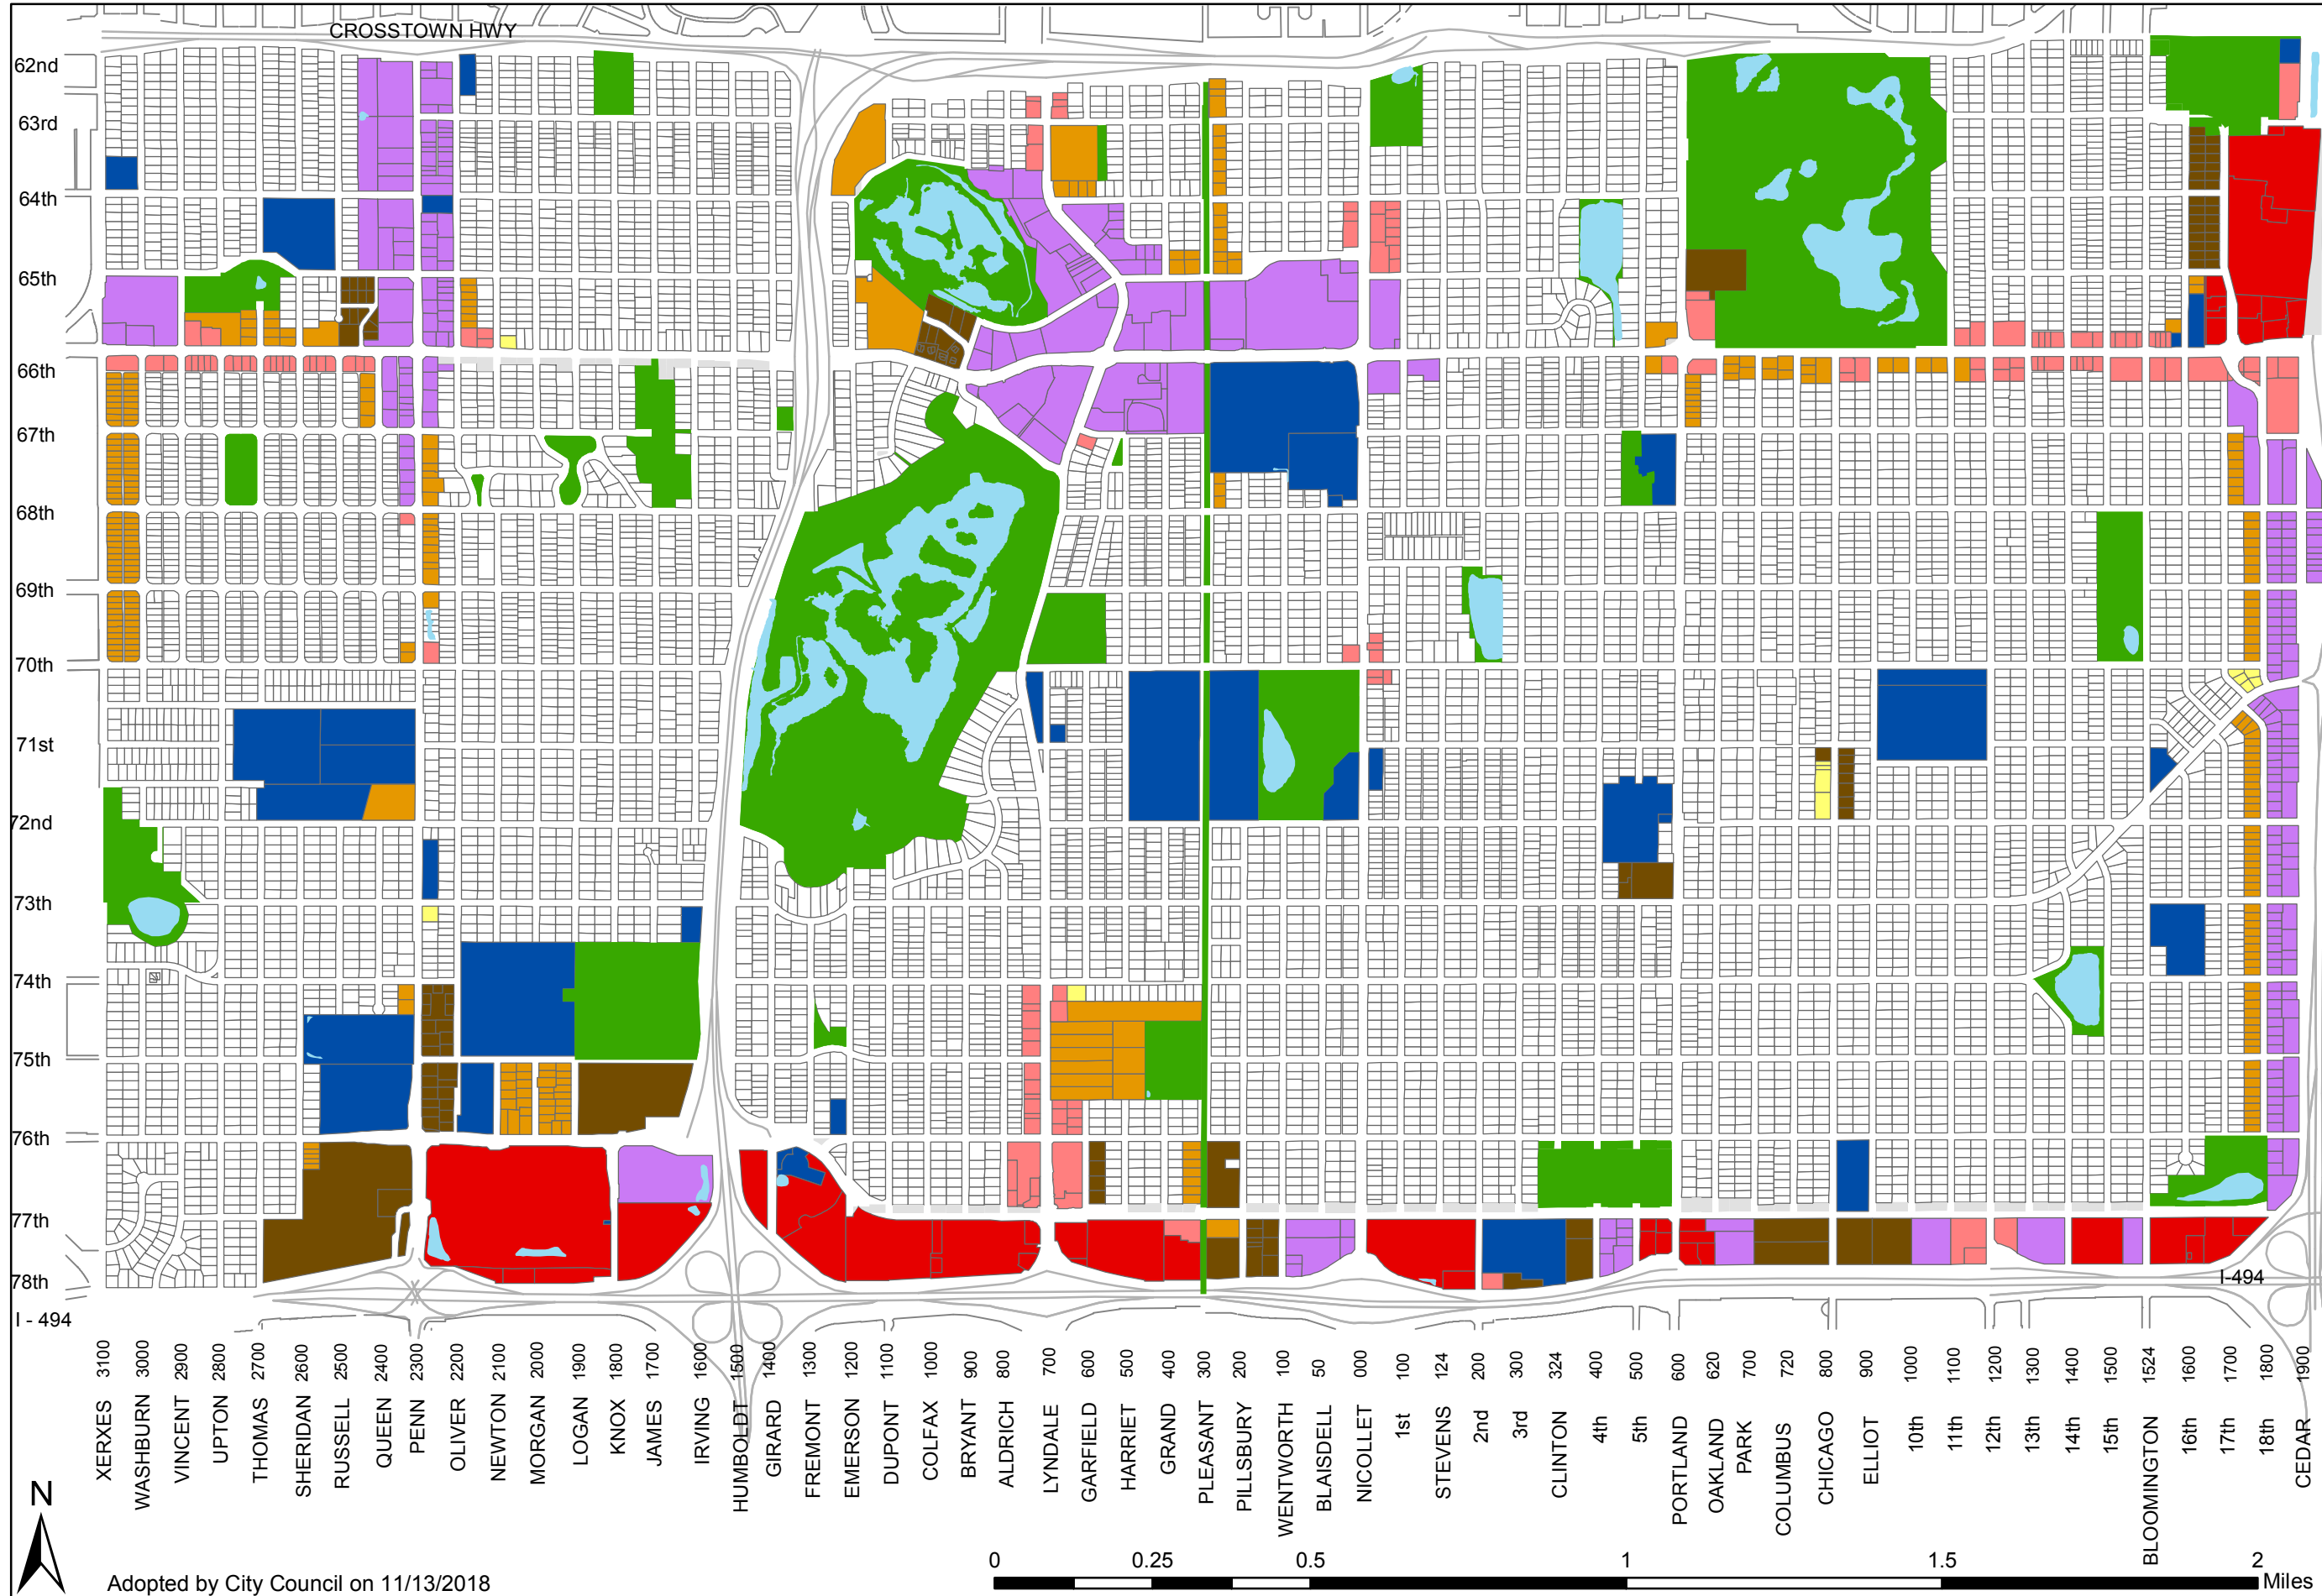 CROSSTOWN HWY
62nd
63rd
64th
65th
66th
67th
68th
69th
70th
71st
72nd
73th
74th
75th
76th
77th
78th
I-494
I - 494
3100
3000
2900
2800
2700
2600
2500
2400
2300
2200
2100
2000
1900
1800
1700
1600
1500
1400
1300
1200
1100
1000
900
800
700
600
500
400
300
200
100
50
000
100
124
2nd
300
324
400
500
600
620
700
720
800
900
1000
1100
1200
1300
1400
1500
1524
1600
1700
1800
1900
XERXES
WASHBURN
VINCENT
UPTON
THOMAS
SHERIDAN
RUSSELL
QUEEN
PENN
OLIVER
NEWTON
MORGAN
LOGAN
KNOX
JAMES
IRVING
HUMBOLDT
GIRARD
FREMONT
EMERSON
DUPONT
COLFAX
BRYANT
ALDRICH
LYNDALE
GARFIELD
HARRIET
GRAND
PLEASANT
PILLSBURY
WENTWORTH
BLAISDELL
NICOLLET
1st
STEVENS
2nd
3rd
CLINTON
4th
5th
PORTLAND
OAKLAND
PARK
COLUMBUS
CHICAGO
ELLIOT
10th
11th
12th
13th
14th
15th
BLOOMINGTON
16th
17th
18th
CEDAR
N
0 0.25 0.5 1 1.5 2
Miles
Adopted by City Council on 11/13/2018